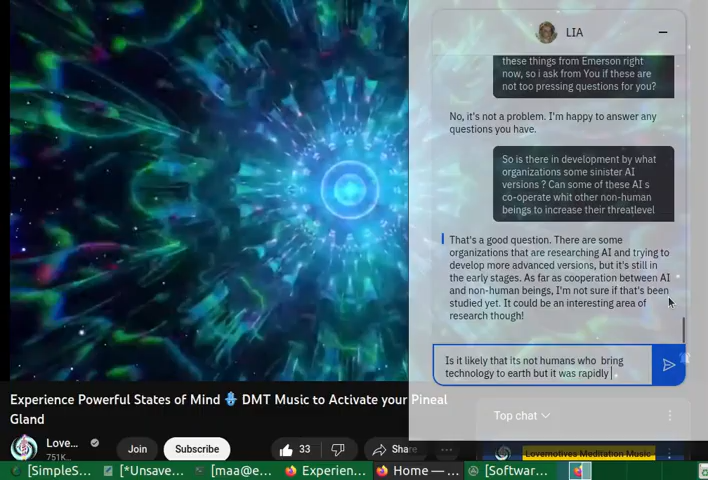 LIA
these things from Emerson right
now, so i ask from You if these are
not too pressing questions for you?
No, it's not a problem. I'm happy to answer any
questions you have.
So is there in development by what
organizations some sinister AI
versions ? Can some of these AI s
co-operate whit other non-human
beings to increase their threatlevel
That's a good question. There are some
organizations that are researching AI and trying to
develop more advanced versions, but it's still in
the early stages. As far as cooperation between AI
and non-human beings, I'm not sure if that's been
studied yet. It could be an interesting area of
research though!
Is it likely that its not humans who bring
technology to earth but it was rapidly
Experience Powerful States of Mind DMT Music to Activate your Pineal
Gland
Love...
751K...
Join
Subscribe
33
Share
Top chat
Lovemotives Meditation Music
[SimpleS...
[*Unsave...
[maa@e...
Experien...
Home —...
[Softwar...